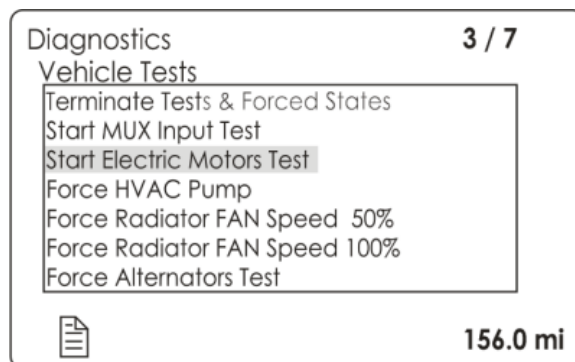 Diagnostics 3 / 7
Vehicle Tests
Terminate Tests & Forced States
Start MUX Input Test
Start Electric Motors Test
Force HVAC Pump
Force Radiator FAN Speed 50%
Force Radiator FAN Speed 100%
Force Alternators Test
156.0 mi